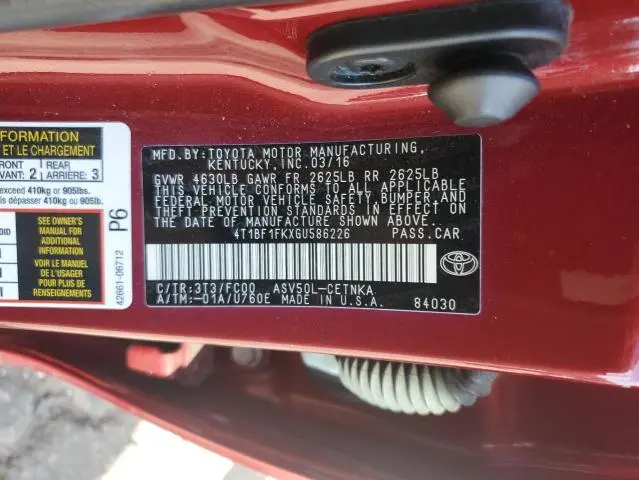 FORMATION
ET LE CHARGEMENT
FRONT
AVANT: 2
REAR
ARRIÈRE: 3
exceed 410kg or 905lbs.
dépasser 410kg ou 905lbs.
SEE OWNER'S
MANUAL FOR
ADDITIONAL
INFORMATION
VOIR LE MANUEL
DE L'USAGER
POUR PLUS DE
RENSEIGNEMENTS
P6
42661-06712
MFD. BY:TOYOTA MOTOR MANUFACTURING,
KENTUCKY, INC.03/16
GVWR 4630LB GAWR FR 2625LB RR 2625LB
THIS VEHICLE CONFORMS TO ALL APPLICABLE
FEDERAL MOTOR VEHICLE SAFETY, BUMPER,AND
THEFT PREVENTION STANDARDS IN EFFECT ON
THE DATE OF MANUFACTURE SHOWN ABOVE.
4T1BF1FKXGU586226 PASS.CAR
C/TR:3T3/FC00 ASV50L-CETNKA
A/TM:-01A/U760E MADE IN U.S.A. 84030
TOYOTA